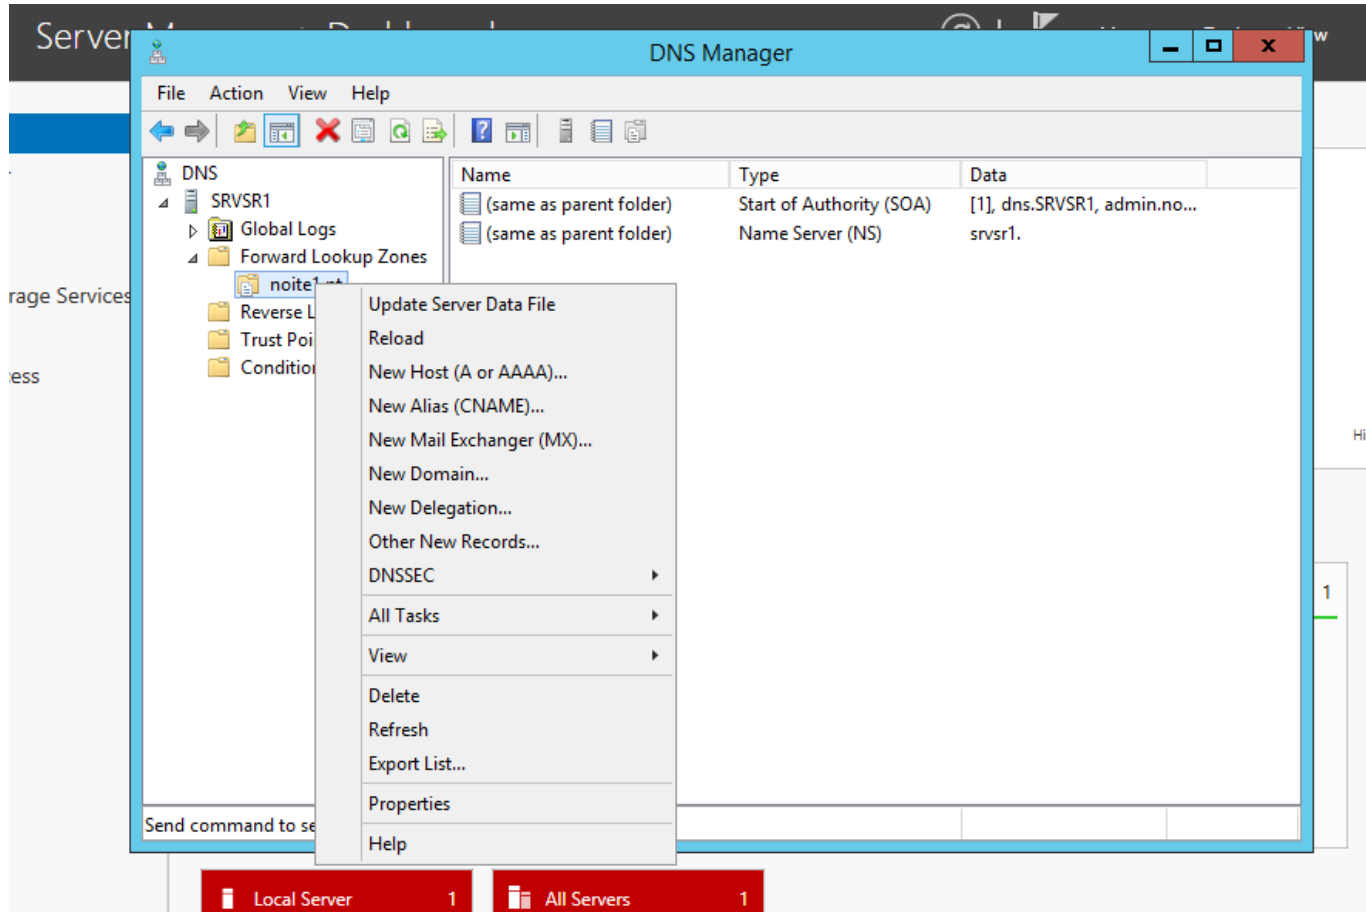 Server
View
DNS Manager
File Action View Help
DNS
SRVSR1
Global Logs
Forward Lookup Zones
noite1.pt
Reverse L
Trust Poi
Condition
Name Type Data
(same as parent folder) Start of Authority (SOA) [1], dns.SRVSR1, admin.no...
(same as parent folder) Name Server (NS) srvsr1.
rage Services
Update Server Data File
Reload
New Host (A or AAAA)...
New Alias (CNAME)...
New Mail Exchanger (MX)...
New Domain...
New Delegation...
Other New Records...
DNSSEC
All Tasks
View
Delete
Refresh
Export List...
Properties
Help
ess
Hi
1
Send command to se
Local Server 1
All Servers 1